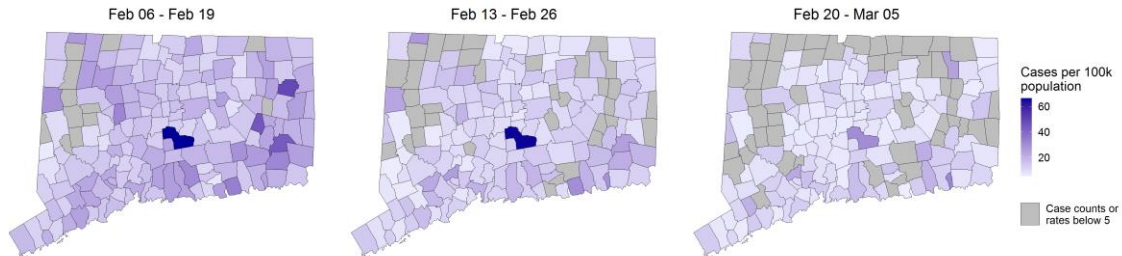 Feb 06 - Feb 19
Feb 13 - Feb 26
Feb 20 - Mar 05
Cases per 100k
population
60
40
20
Case counts or
rates below 5